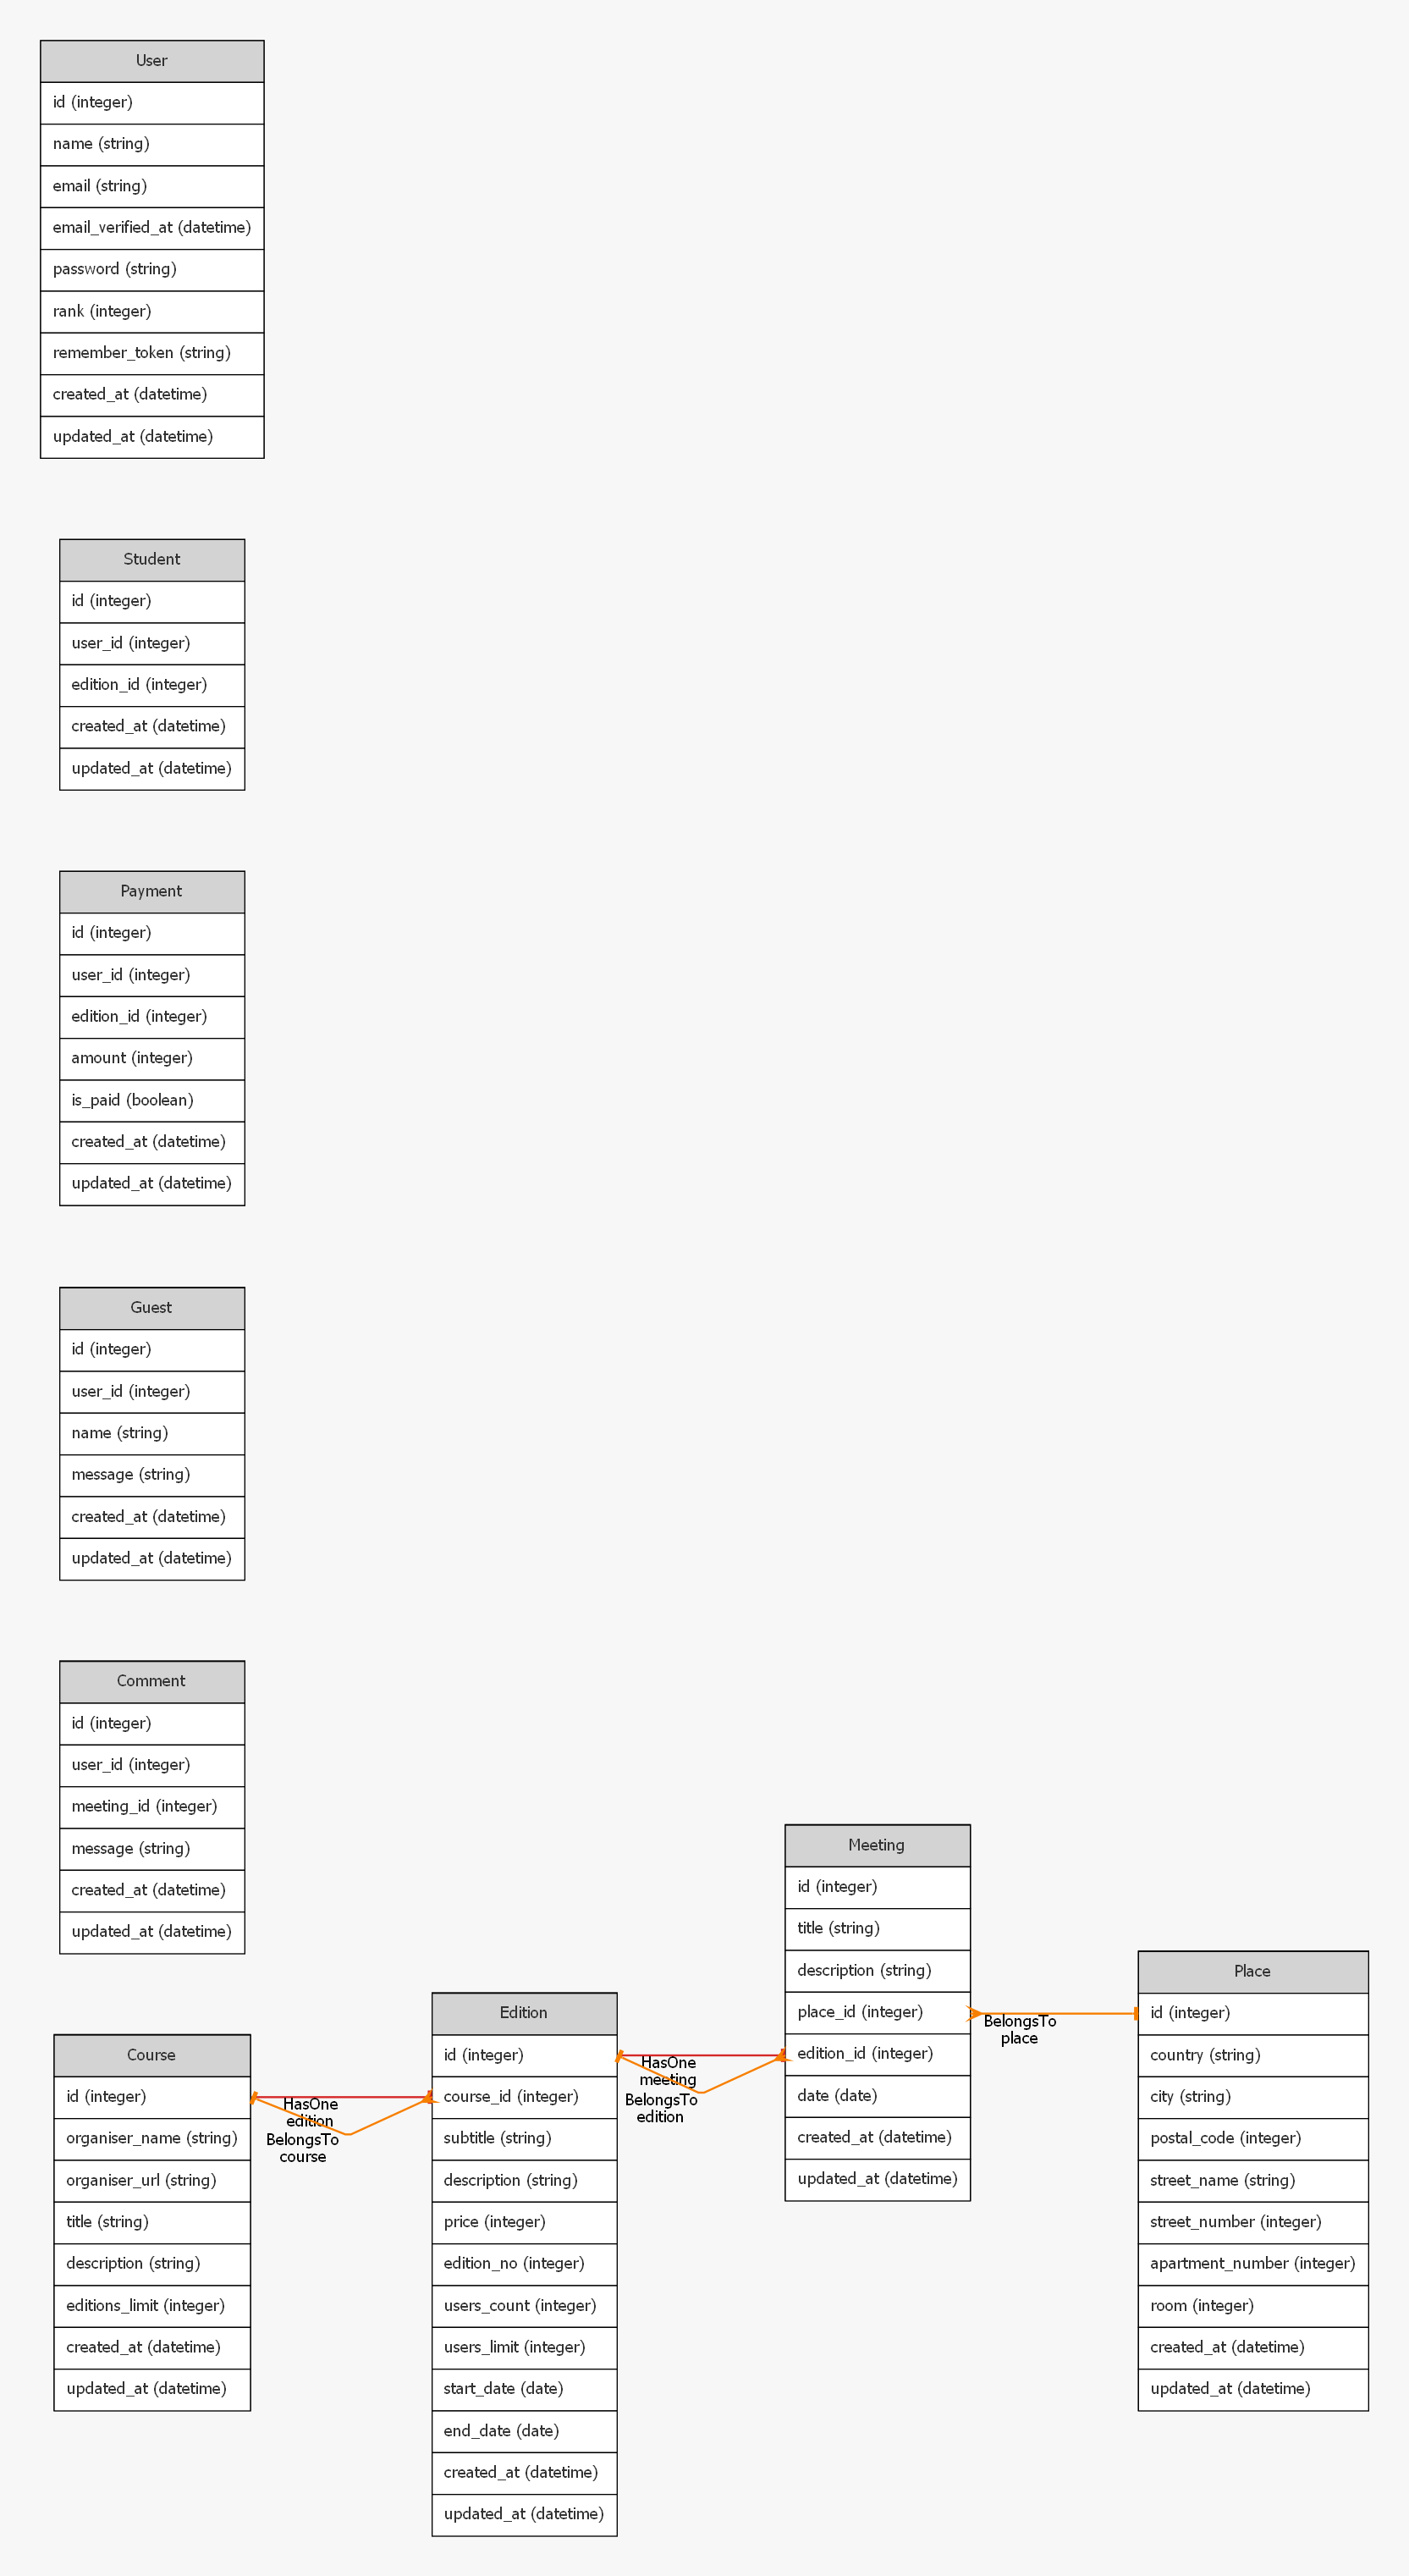 User
id (integer)
name (string)
email (string)
email_verified_at (datetime)
password (string)
rank (integer)
remember_token (string)
created_at (datetime)
updated_at (datetime)
Student
id (integer)
user_id (integer)
edition_id (integer)
created_at (datetime)
updated_at (datetime)
Payment
id (integer)
user_id (integer)
edition_id (integer)
amount (integer)
is_paid (boolean)
created_at (datetime)
updated_at (datetime)
Guest
id (integer)
user_id (integer)
name (string)
message (string)
created_at (datetime)
updated_at (datetime)
Comment
id (integer)
user_id (integer)
meeting_id (integer)
message (string)
created_at (datetime)
updated_at (datetime)
Course
id (integer)
organiser_name (string)
organiser_url (string)
title (string)
description (string)
editions_limit (integer)
created_at (datetime)
updated_at (datetime)
HasOne
edition
BelongsTo
course
Edition
id (integer)
course_id (integer)
subtitle (string)
description (string)
price (integer)
edition_no (integer)
users_count (integer)
users_limit (integer)
start_date (date)
end_date (date)
created_at (datetime)
updated_at (datetime)
HasOne
meeting
BelongsTo
edition
Meeting
id (integer)
title (string)
description (string)
place_id (integer)
edition_id (integer)
date (date)
created_at (datetime)
updated_at (datetime)
BelongsTo
place
Place
id (integer)
country (string)
city (string)
postal_code (integer)
street_name (string)
street_number (integer)
apartment_number (integer)
room (integer)
created_at (datetime)
updated_at (datetime)